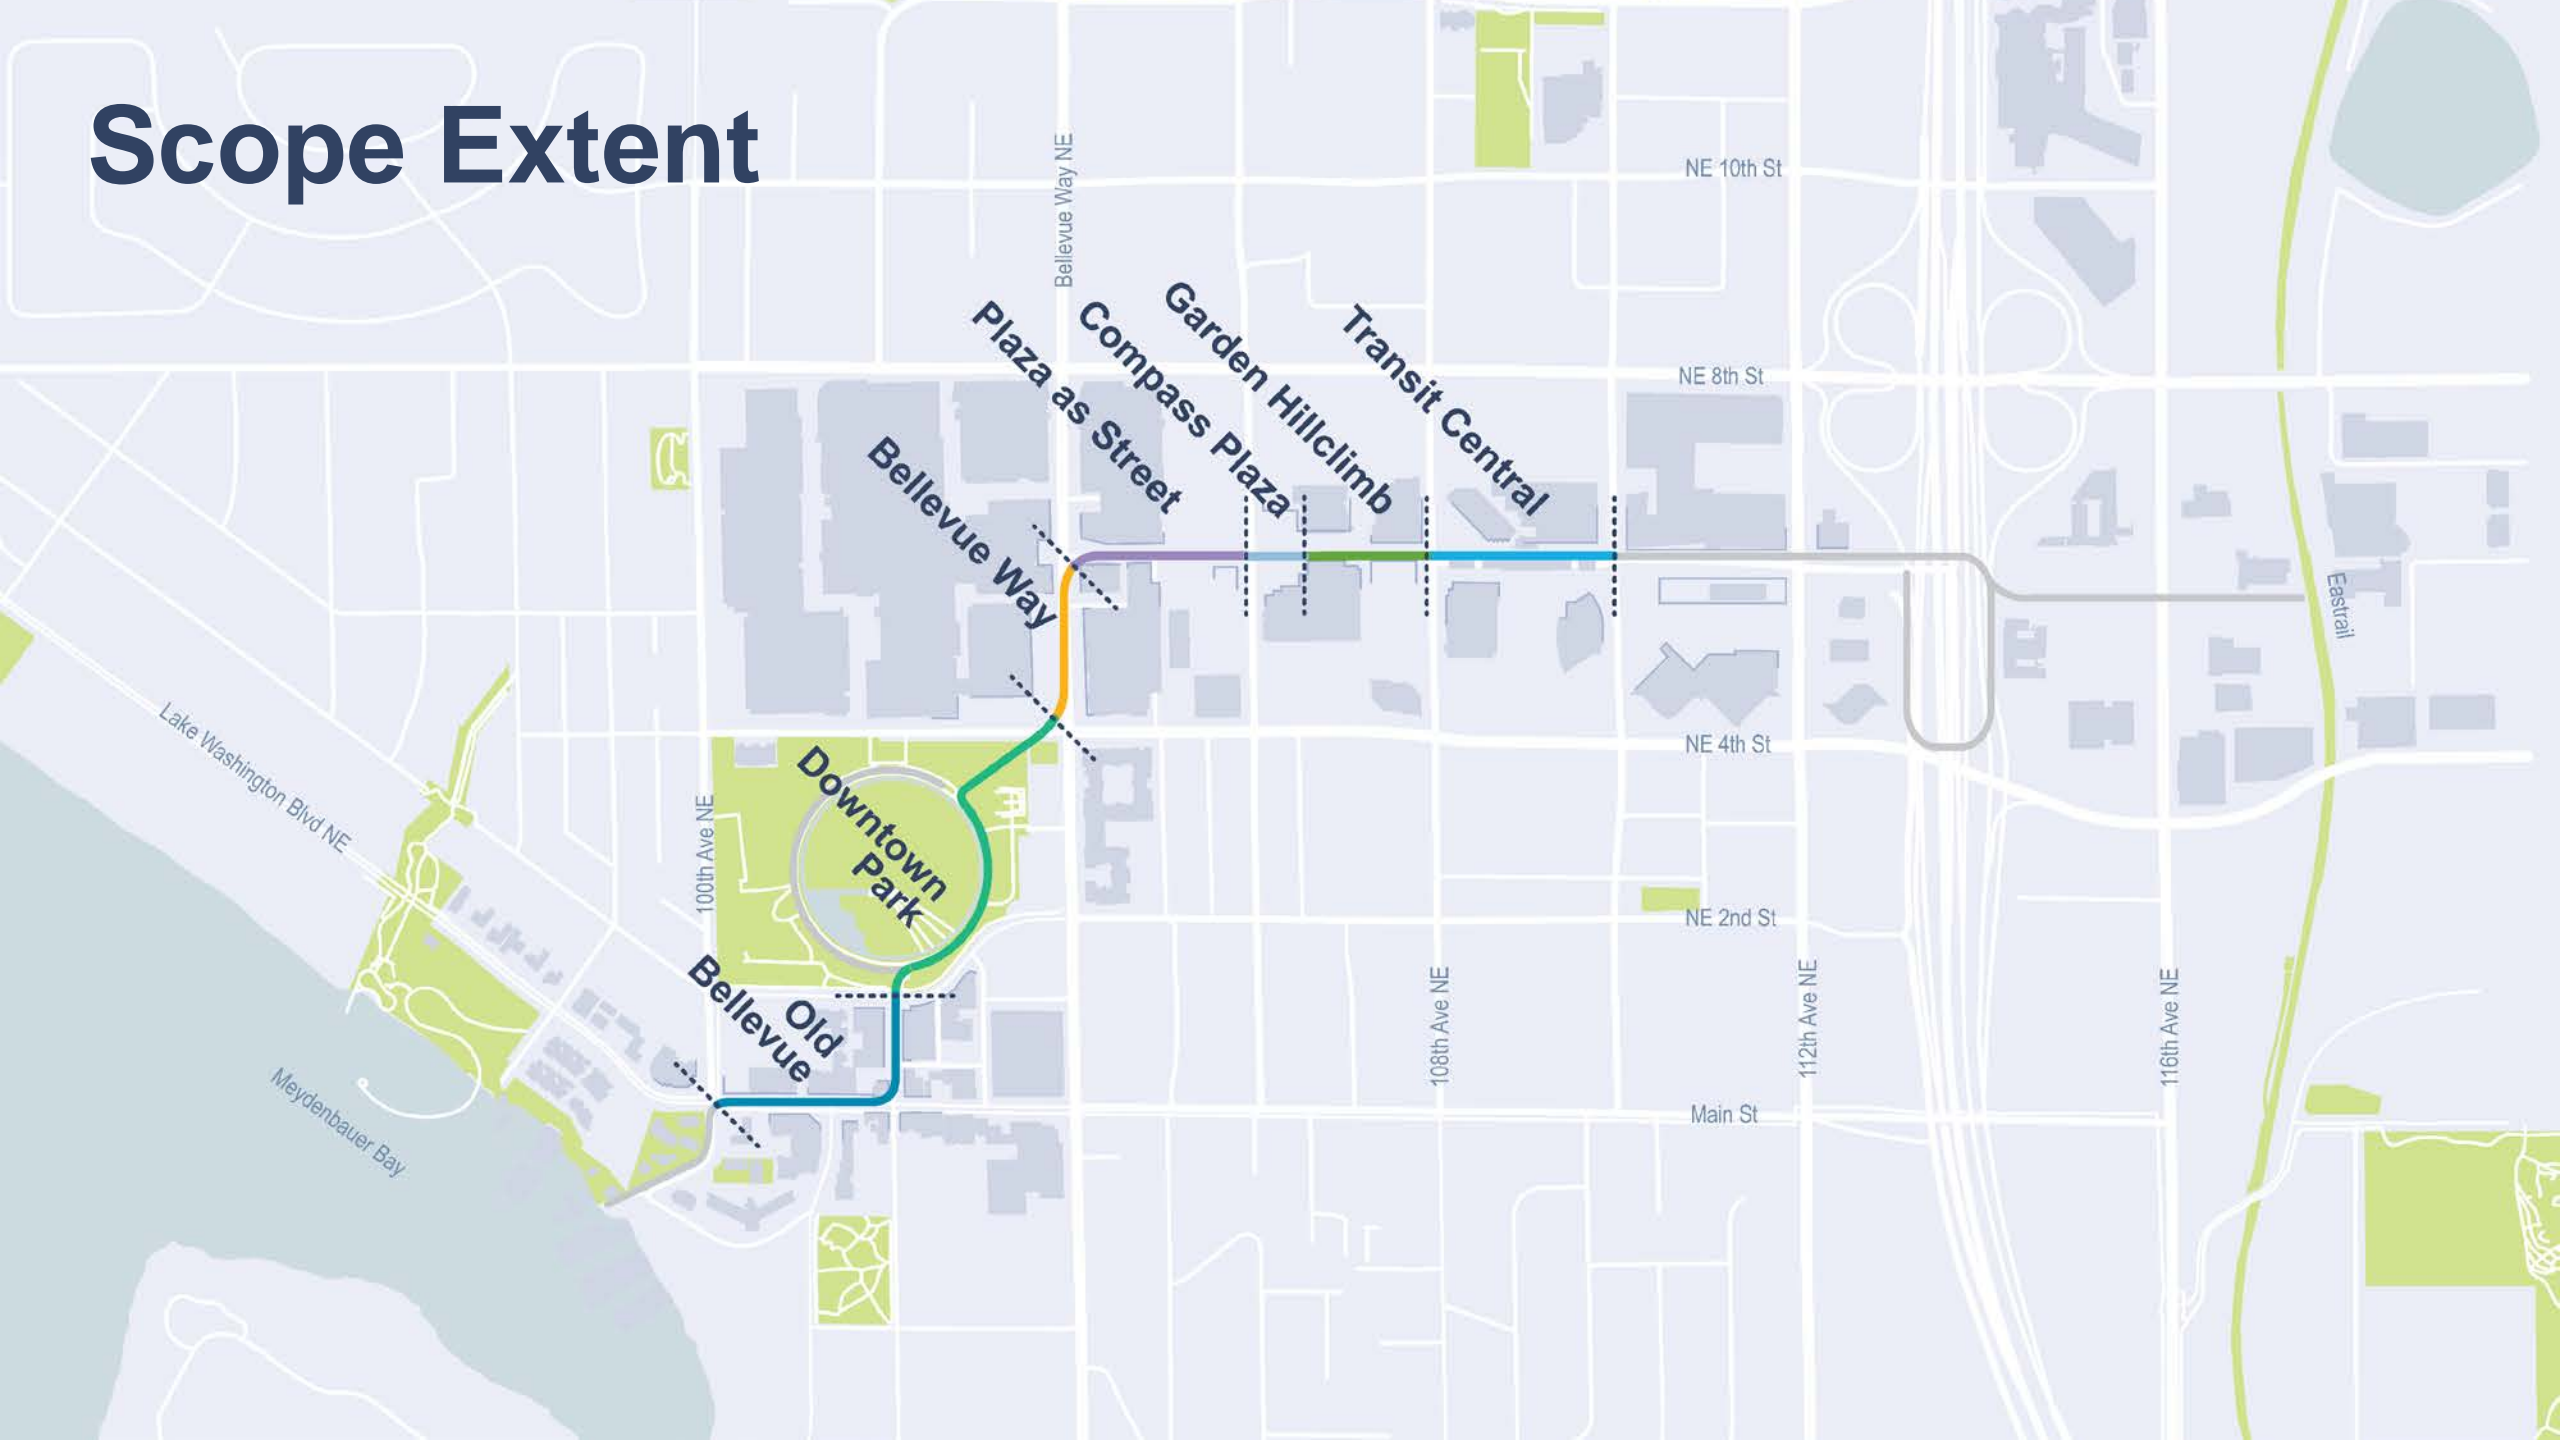 Scope Extent
Bellevue Way NE
NE 10th St
Plaza as Street
Compass Plaza
Garden Hillclimb
Transit Central
NE 8th St
Bellevue Way
Eastrail
Lake Washington Blvd NE
NE 4th St
Downtown
Park
100th Ave NE
NE 2nd St
Old
Bellevue
108th Ave NE
112th Ave NE
116th Ave NE
Meydenbauer Bay
Main St